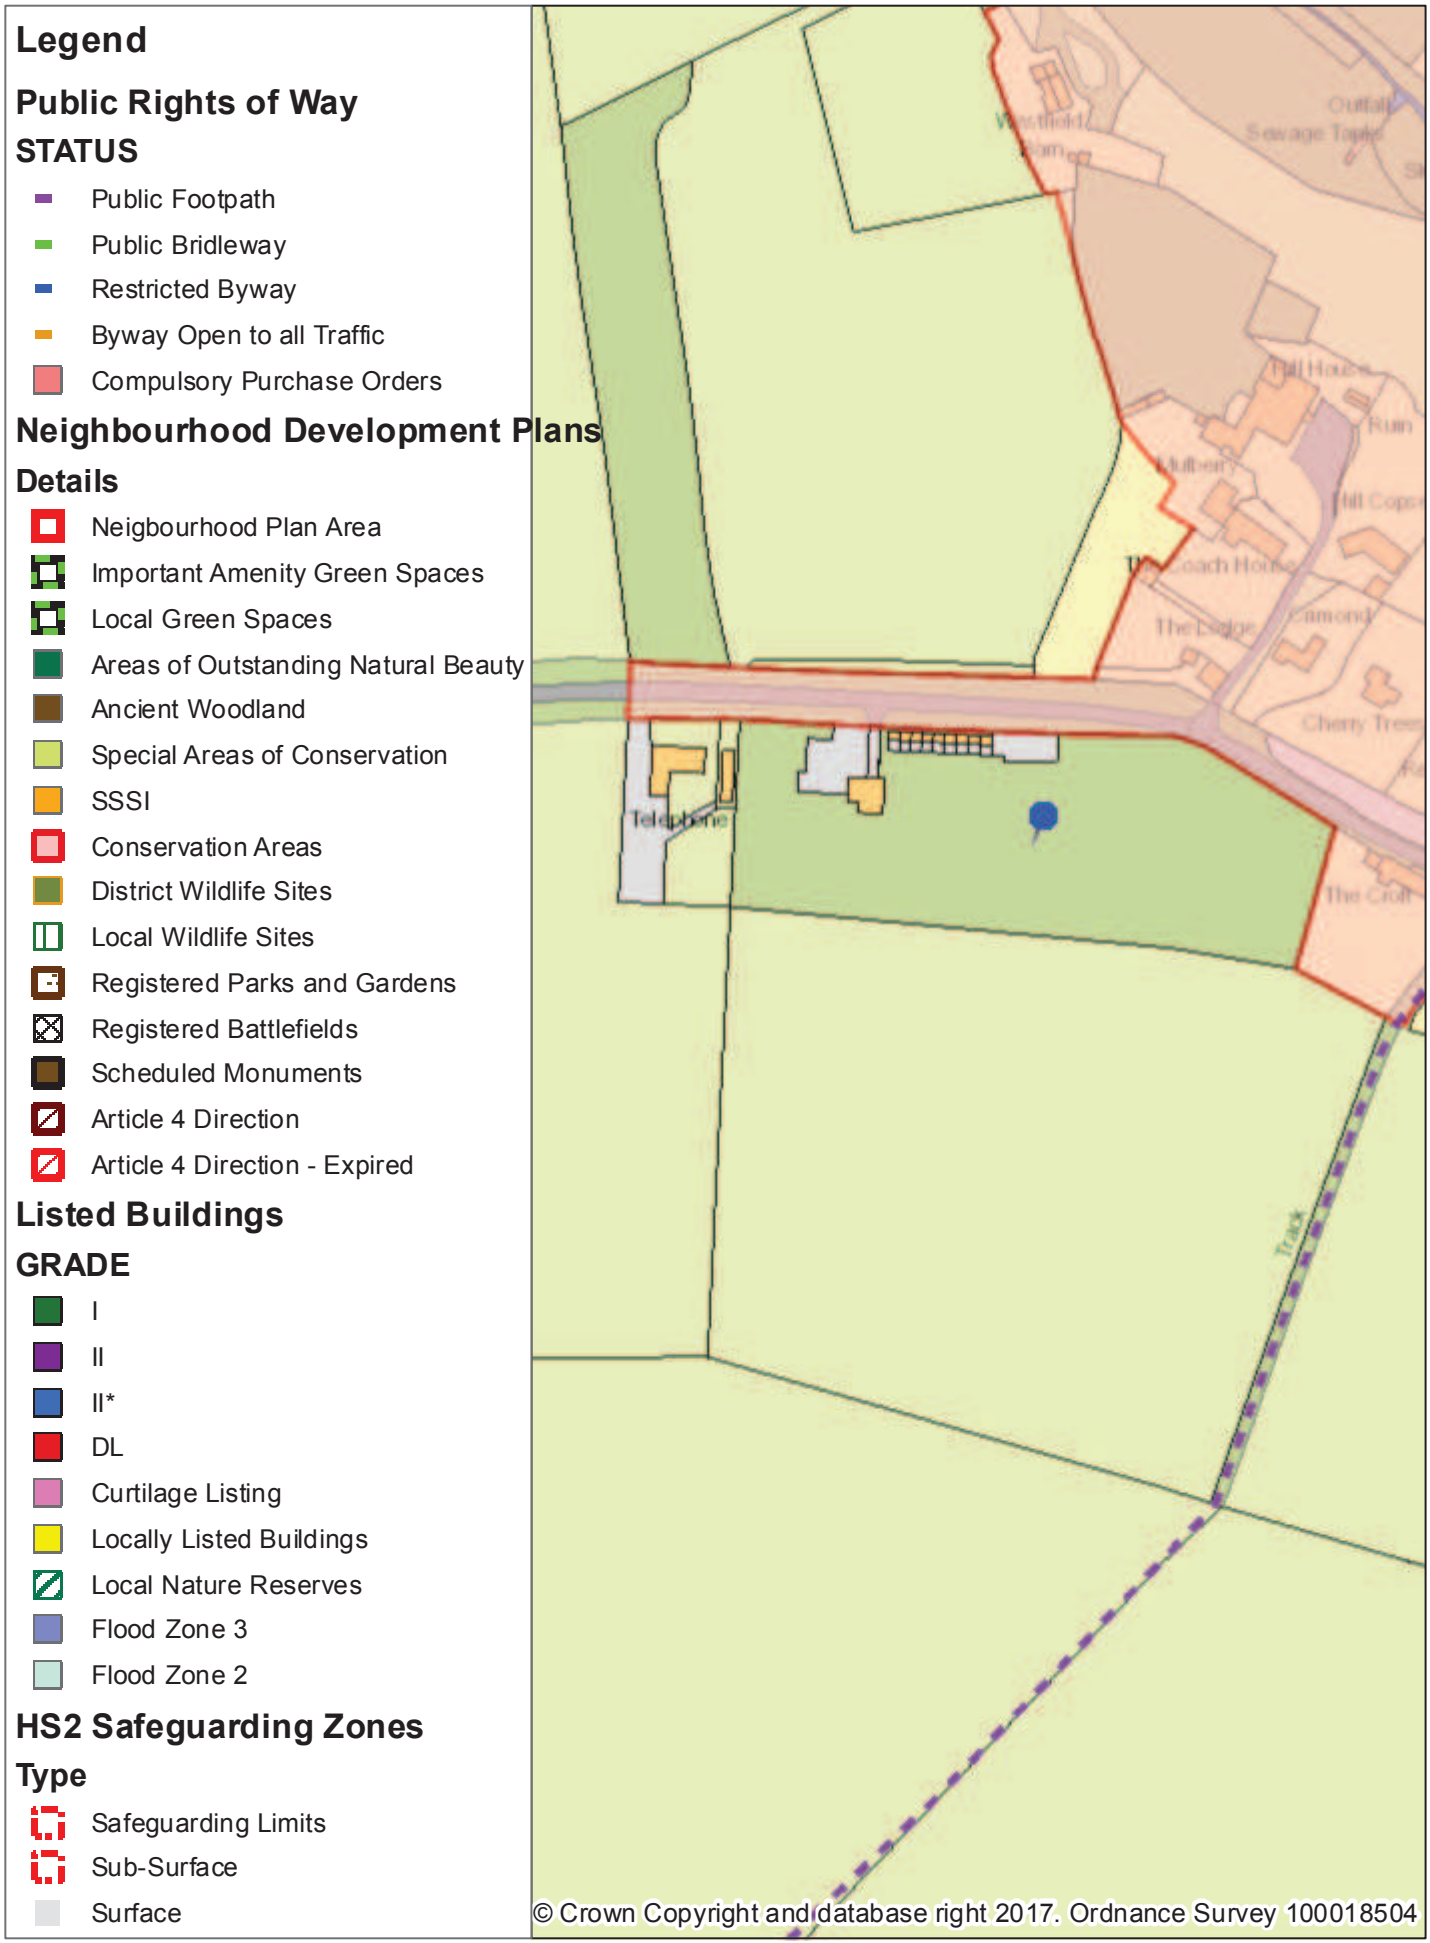 Legend
Public Rights of Way
STATUS
Public Footpath
Public Bridleway
Restricted Byway
Byway Open to all Traffic
Compulsory Purchase Orders
Neighbourhood Development Plans
Details
Neigbourhood Plan Area
Important Amenity Green Spaces
Local Green Spaces
Areas of Outstanding Natural Beauty
Ancient Woodland
Special Areas of Conservation
SSSI
Conservation Areas
District Wildlife Sites
Local Wildlife Sites
Registered Parks and Gardens
Registered Battlefields
Scheduled Monuments
Article 4 Direction
Article 4 Direction - Expired
Listed Buildings
GRADE
I
II
II*
DL
Curtilage Listing
Locally Listed Buildings
Local Nature Reserves
Flood Zone 3
Flood Zone 2
HS2 Safeguarding Zones
Type
Safeguarding Limits
Sub-Surface
Surface
Outfall
Sewage Tanks
Westfield
Barn
Hill House
Ruin
Mulberry
Hill Copse
The Coach House
The Lodge
Cherry Trees
Telephone
The Croft
Track
© Crown Copyright and database right 2017. Ordnance Survey 100018504